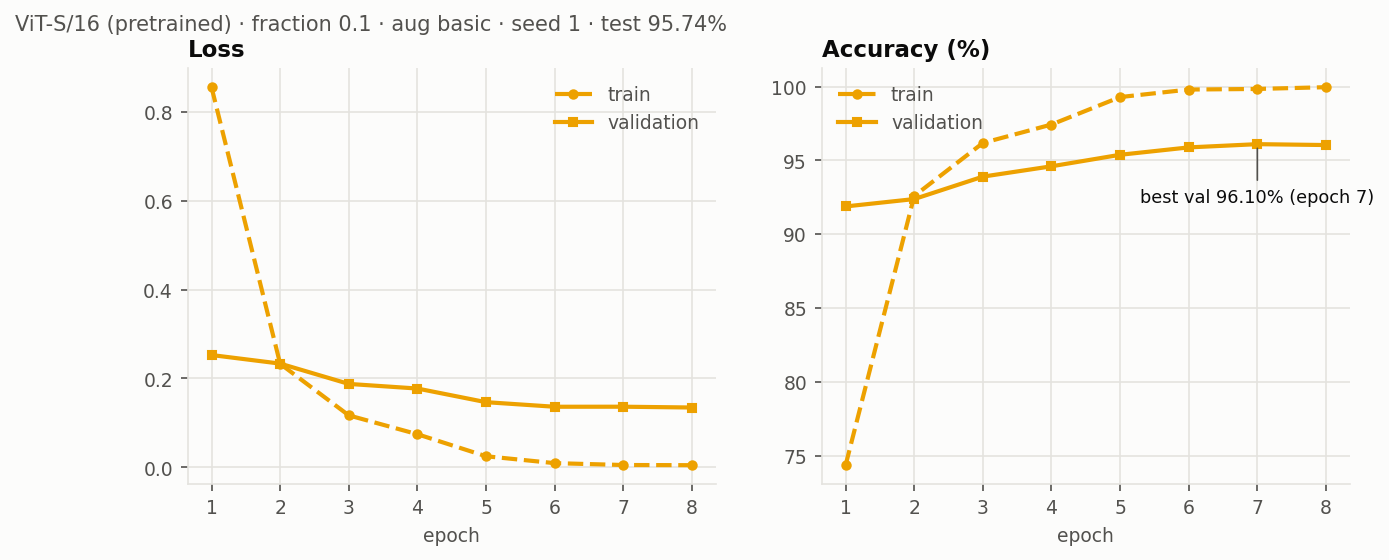 ViT-S/16 (pretrained) · fraction 0.1 · aug basic · seed 1 · test 95.74%
Loss
train
validation
0.8
0.6
0.4
0.2
0.0
1 2 3 4 5 6 7 8
epoch
Accuracy (%)
train
validation
100
95
90
85
80
75
best val 96.10% (epoch 7)
1 2 3 4 5 6 7 8
epoch